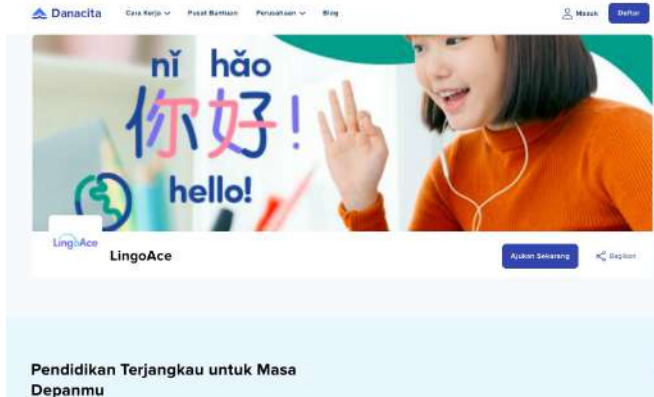 Danacita
Cara Kerja
Pusat Bantuan
Perusahaan
Blog
Masuk
Daftar
nǐ hǎo
你好!
hello!
LingoAce
LingoAce
Ajukan Sekarang
Bagikan
Pendidikan Terjangkau untuk Masa
Depanmu